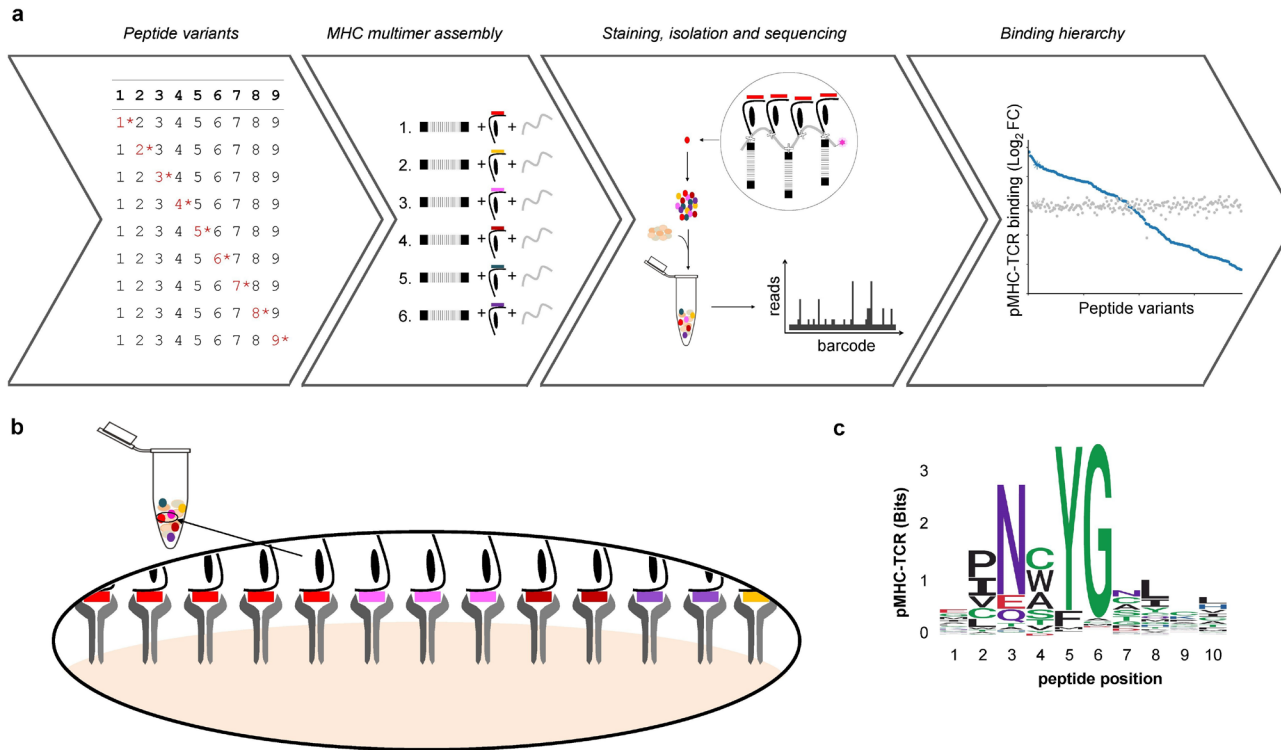 a
Peptide variants
MHC multimer assembly
Staining, isolation and sequencing
Binding hierarchy
1 2 3 4 5 6 7 8 9
1* 2 3 4 5 6 7 8 9
1 2* 3 4 5 6 7 8 9
1 2 3* 4 5 6 7 8 9
1 2 3 4* 5 6 7 8 9
1 2 3 4 5* 6 7 8 9
1 2 3 4 5 6* 7 8 9
1 2 3 4 5 6 7* 8 9
1 2 3 4 5 6 7 8* 9
1 2 3 4 5 6 7 8 9*
1. + +
2. + +
3. + +
4. + +
5. + +
6. + +
reads
barcode
pMHC-TCR binding (Log2 FC)
Peptide variants
b
c
pMHC-TCR (Bits)
3
2
1
0
P I V C L
N E Q
C W A S
Y F
G
N
L
1 2 3 4 5 6 7 8 9 10
peptide position